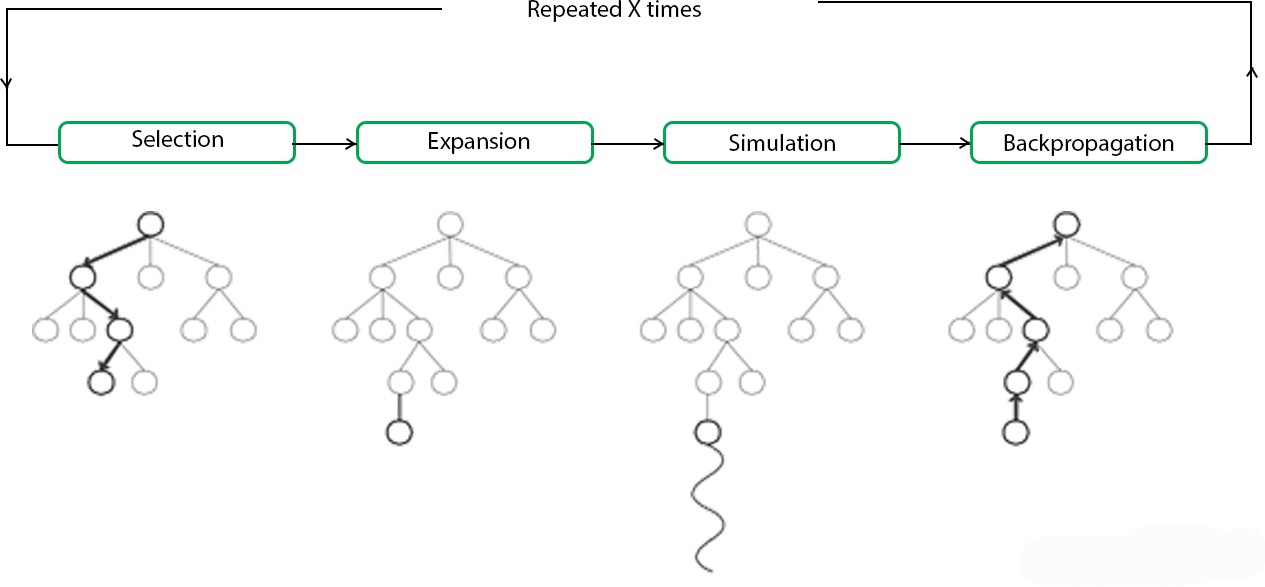 Repeated X times
Selection
Expansion
Simulation
Backpropagation